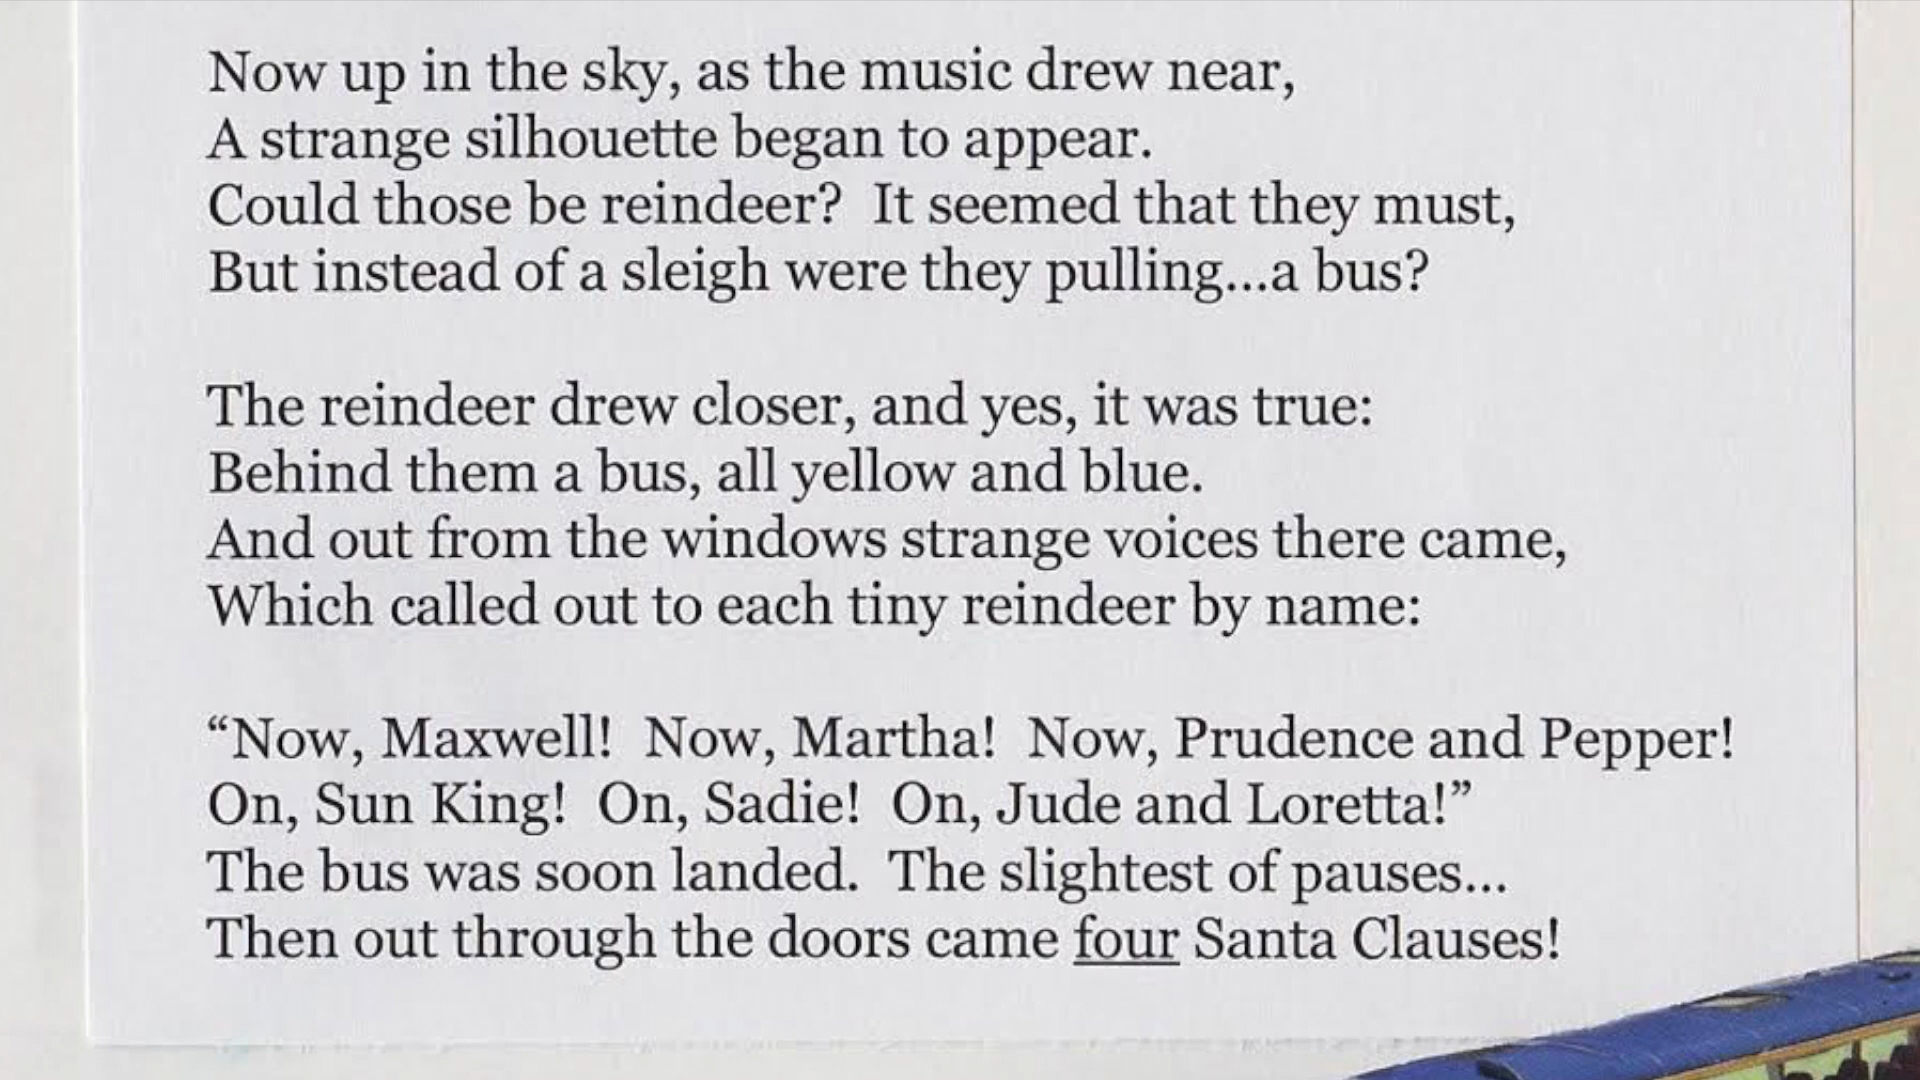 Now up in the sky, as the music drew near,
A strange silhouette began to appear.
Could those be reindeer?  It seemed that they must,
But instead of a sleigh were they pulling...a bus?
The reindeer drew closer, and yes, it was true:
Behind them a bus, all yellow and blue.
And out from the windows strange voices there came,
Which called out to each tiny reindeer by name:
“Now, Maxwell!  Now, Martha!  Now, Prudence and Pepper!
On, Sun King!  On, Sadie!  On, Jude and Loretta!”
The bus was soon landed.  The slightest of pauses...
Then out through the doors came four Santa Clauses!